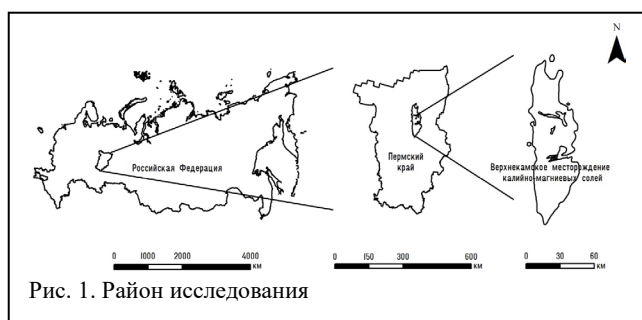 N
Российская Федерация
Пермский
край
Верхнекамское месторождение
калийно-магниевых солей
0 1000 2000 4000
км
0 150 300 600
км
0 30 60
км
Рис. 1. Район исследования